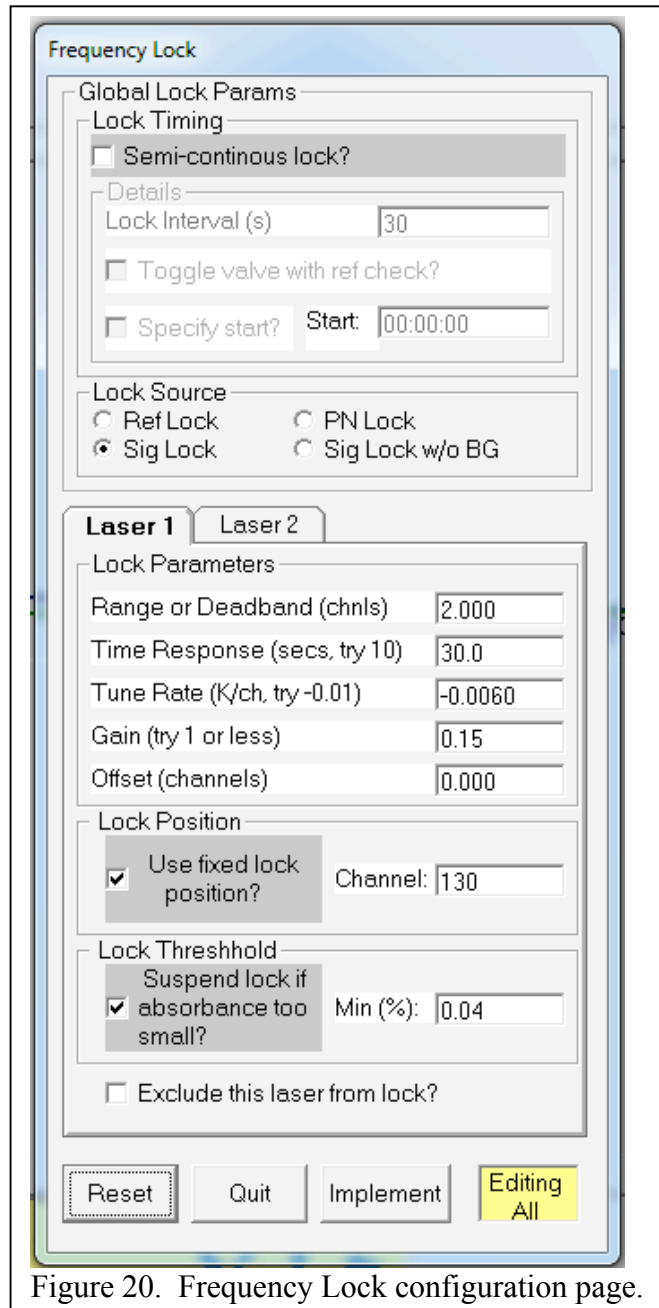 Frequency Lock
Global Lock Params
Lock Timing
Semi-continous lock?
Details
Lock Interval (s) 30
Toggle valve with ref check?
Specify start? Start: 00:00:00
Lock Source
Ref Lock PN Lock
Sig Lock Sig Lock w/o BG
Laser 1 Laser 2
Lock Parameters
Range or Deadband (chnls) 2.000
Time Response (secs, try 10) 30.0
Tune Rate (K/ch, try -0.01) -0.0060
Gain (try 1 or less) 0.15
Offset (channels) 0.000
Lock Position
Use fixed lock
position?
Channel: 130
Lock Threshhold
Suspend lock if
absorbance too
small?
Min (%): 0.04
Exclude this laser from lock?
Reset Quit Implement Editing
All
Figure 20. Frequency Lock configuration page.